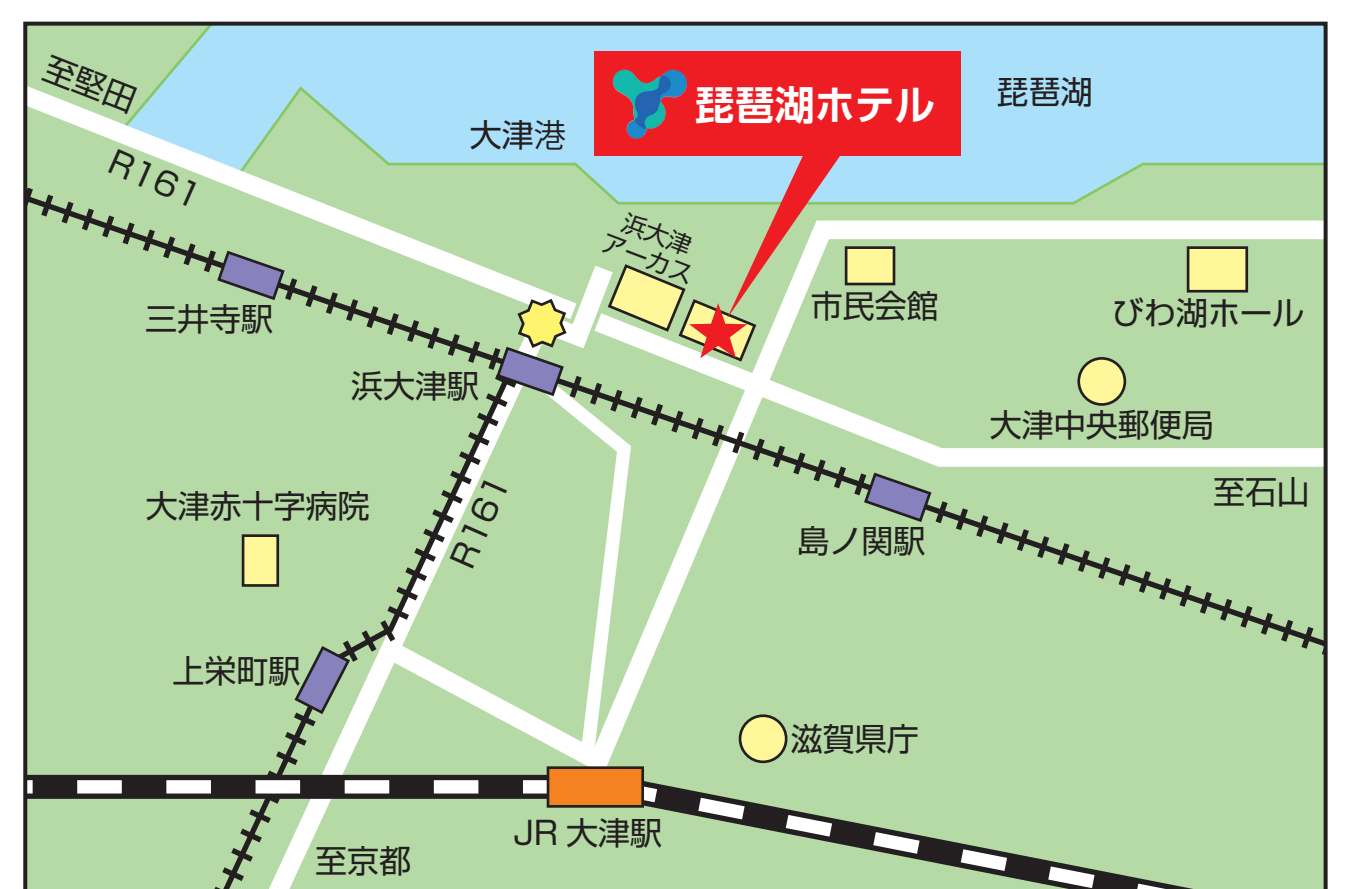 至堅田
琵琶湖ホテル
琵琶湖
大津港
R161
浜大津
アーカス
三井寺駅
市民会館
びわ湖ホール
浜大津駅
大津中央郵便局
大津赤十字病院
R161
至石山
島ノ関駅
上栄町駅
滋賀県庁
JR 大津駅
至京都